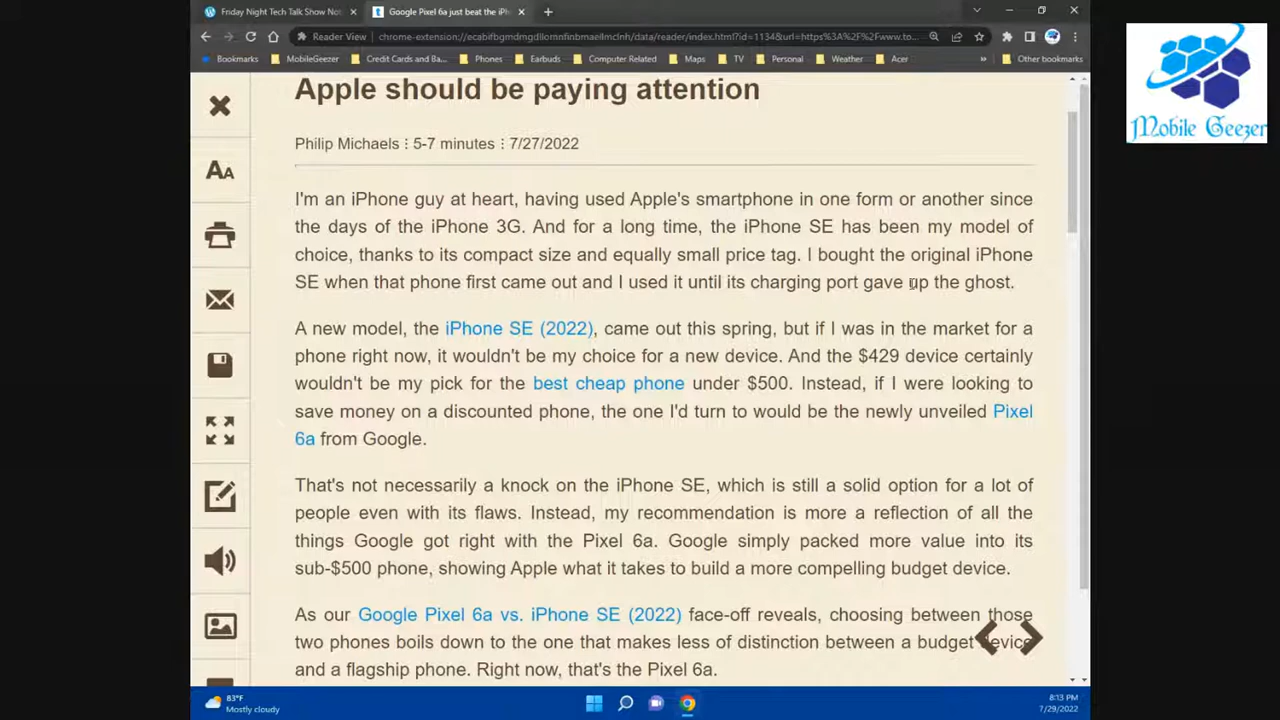 Friday Night Tech Talk Show No
Google Pixel 6a just beat the iPh
Reader View
chrome-extension://ecabifbgmdmgdllomnfinbmaellmclnh/data/reader/index.html?id=1134&url=https%3A%2F%2Fwww.to...
Bookmarks MobileGeezer Credit Cards and Ba... Phones Earbuds Computer Related Maps TV Personal Weather Acer » Other bookmarks
Mobile Geezer
Apple should be paying attention
Philip Michaels ⁝ 5-7 minutes ⁝ 7/27/2022
I'm an iPhone guy at heart, having used Apple's smartphone in one form or another since
the days of the iPhone 3G. And for a long time, the iPhone SE has been my model of
choice, thanks to its compact size and equally small price tag. I bought the original iPhone
SE when that phone first came out and I used it until its charging port gave up the ghost.
A new model, the iPhone SE (2022), came out this spring, but if I was in the market for a
phone right now, it wouldn't be my choice for a new device. And the $429 device certainly
wouldn't be my pick for the best cheap phone under $500. Instead, if I were looking to
save money on a discounted phone, the one I'd turn to would be the newly unveiled Pixel
6a from Google.
That's not necessarily a knock on the iPhone SE, which is still a solid option for a lot of
people even with its flaws. Instead, my recommendation is more a reflection of all the
things Google got right with the Pixel 6a. Google simply packed more value into its
sub-$500 phone, showing Apple what it takes to build a more compelling budget device.
As our Google Pixel 6a vs. iPhone SE (2022) face-off reveals, choosing between those
two phones boils down to the one that makes less of distinction between a budget device
and a flagship phone. Right now, that's the Pixel 6a.
83°F
Mostly cloudy
8:13 PM
7/29/2022